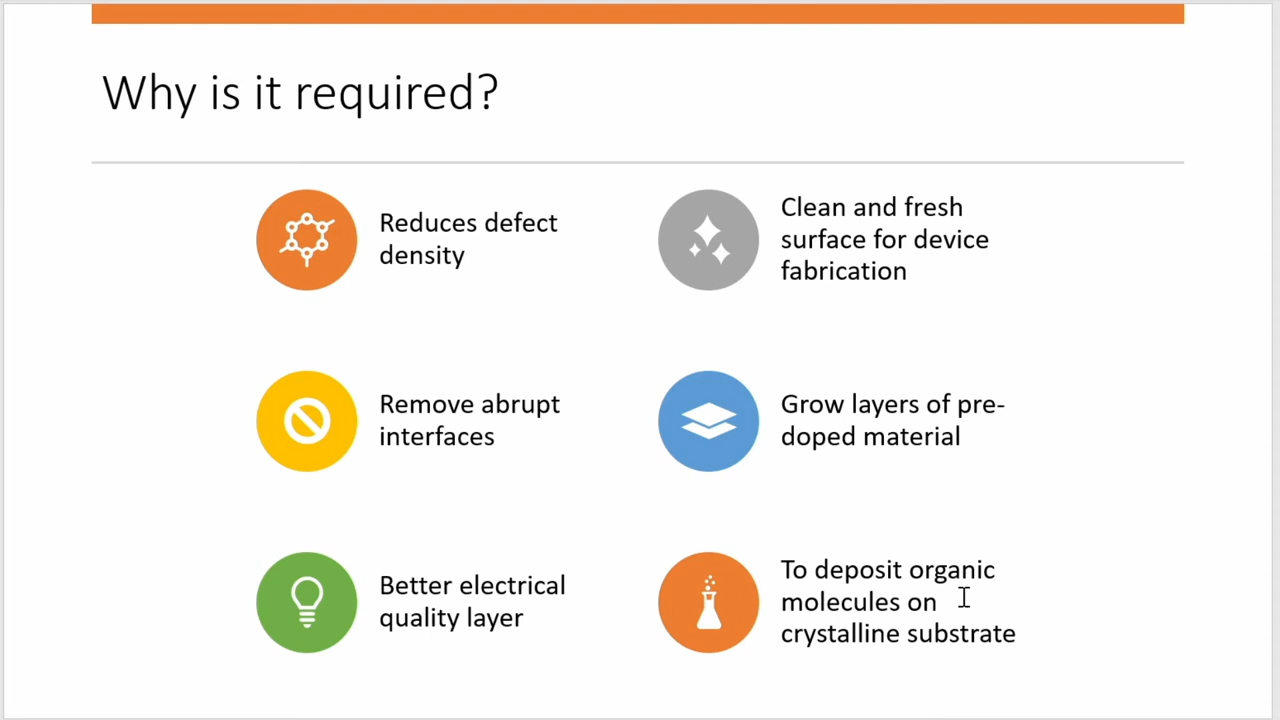 Why is it required?
Reduces defect
density
Clean and fresh
surface for device
fabrication
Remove abrupt
interfaces
Grow layers of pre-
doped material
Better electrical
quality layer
To deposit organic
molecules on
crystalline substrate